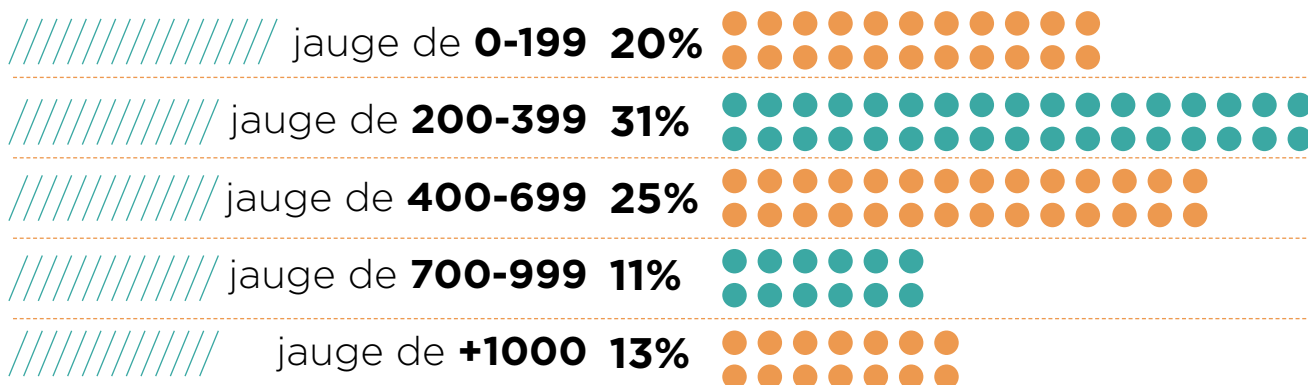 jauge de 0-199 20%
jauge de 200-399 31%
jauge de 400-699 25%
jauge de 700-999 11%
jauge de +1000 13%